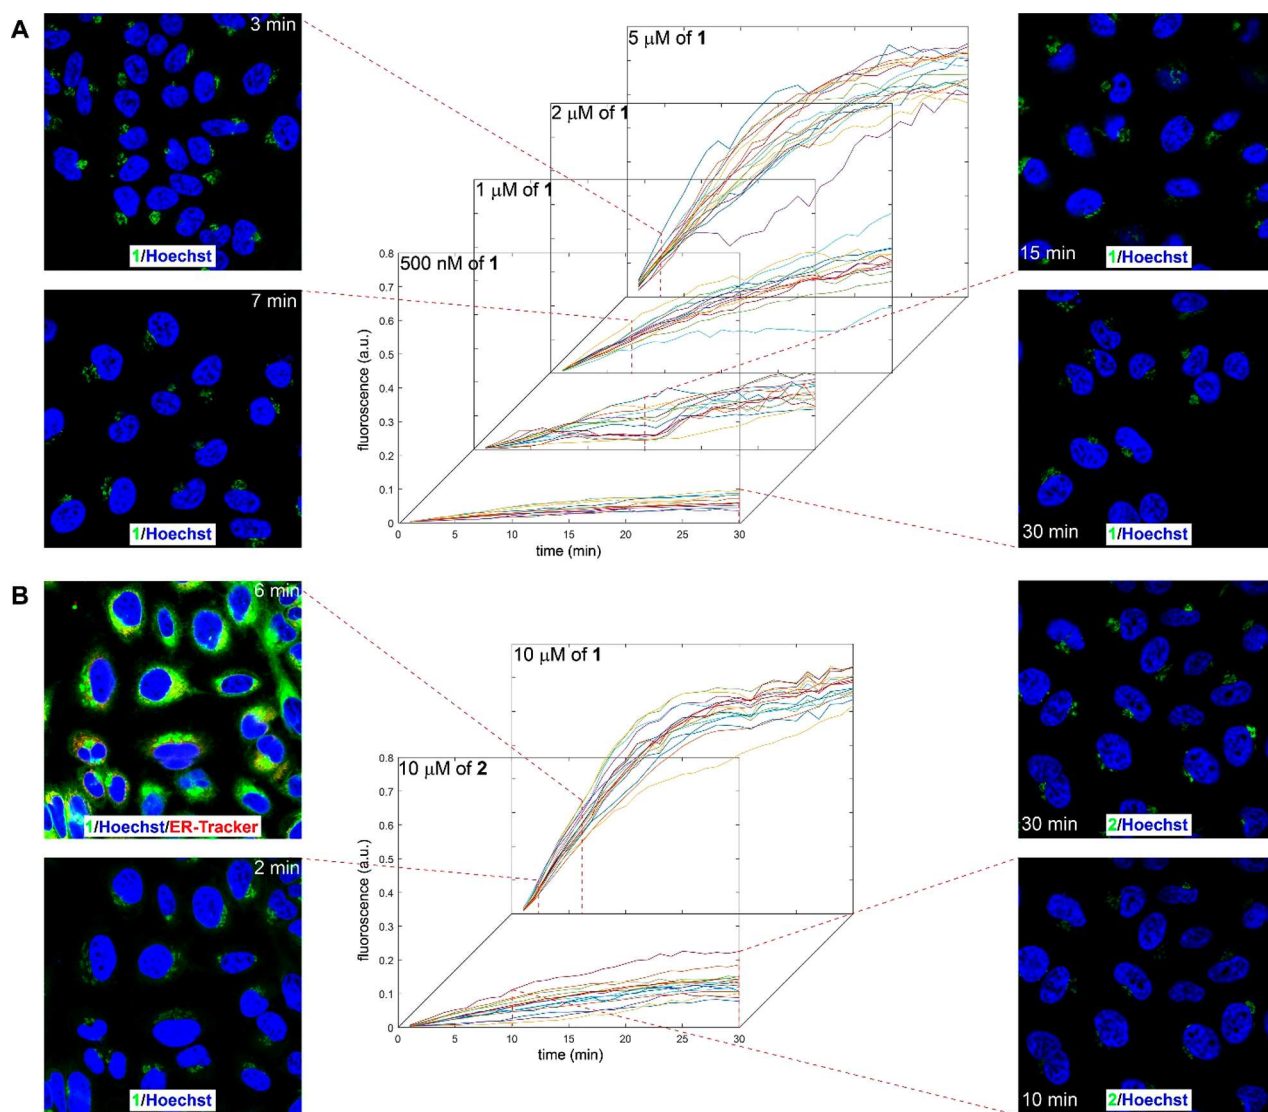 A
3 min
1/Hoechst
7 min
1/Hoechst
5 μM of 1
2 μM of 1
1 μM of 1
500 nM of 1
0.8
0.7
0.6
0.5
0.4
0.3
0.2
0.1
0
fluoroscence (a.u.)
0 5 10 15 20 25 30
time (min)
15 min
1/Hoechst
30 min
1/Hoechst
B
6 min
1/Hoechst/ER-Tracker
2 min
1/Hoechst
10 μM of 1
10 μM of 2
0.8
0.7
0.6
0.5
0.4
0.3
0.2
0.1
0
fluoroscence (a.u.)
0 5 10 15 20 25 30
time (min)
30 min
2/Hoechst
10 min
2/Hoechst